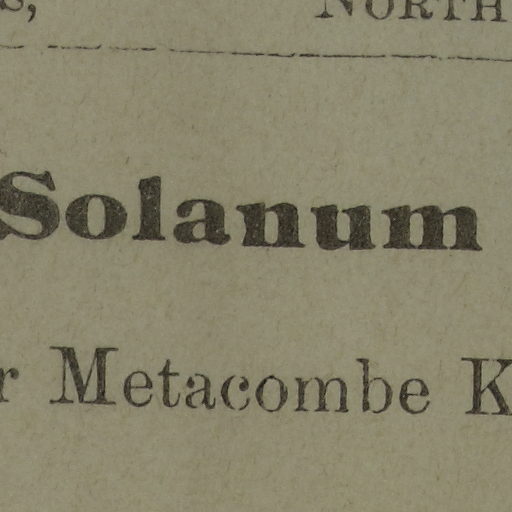 s, NORTH
Solanum
r Metacombe K